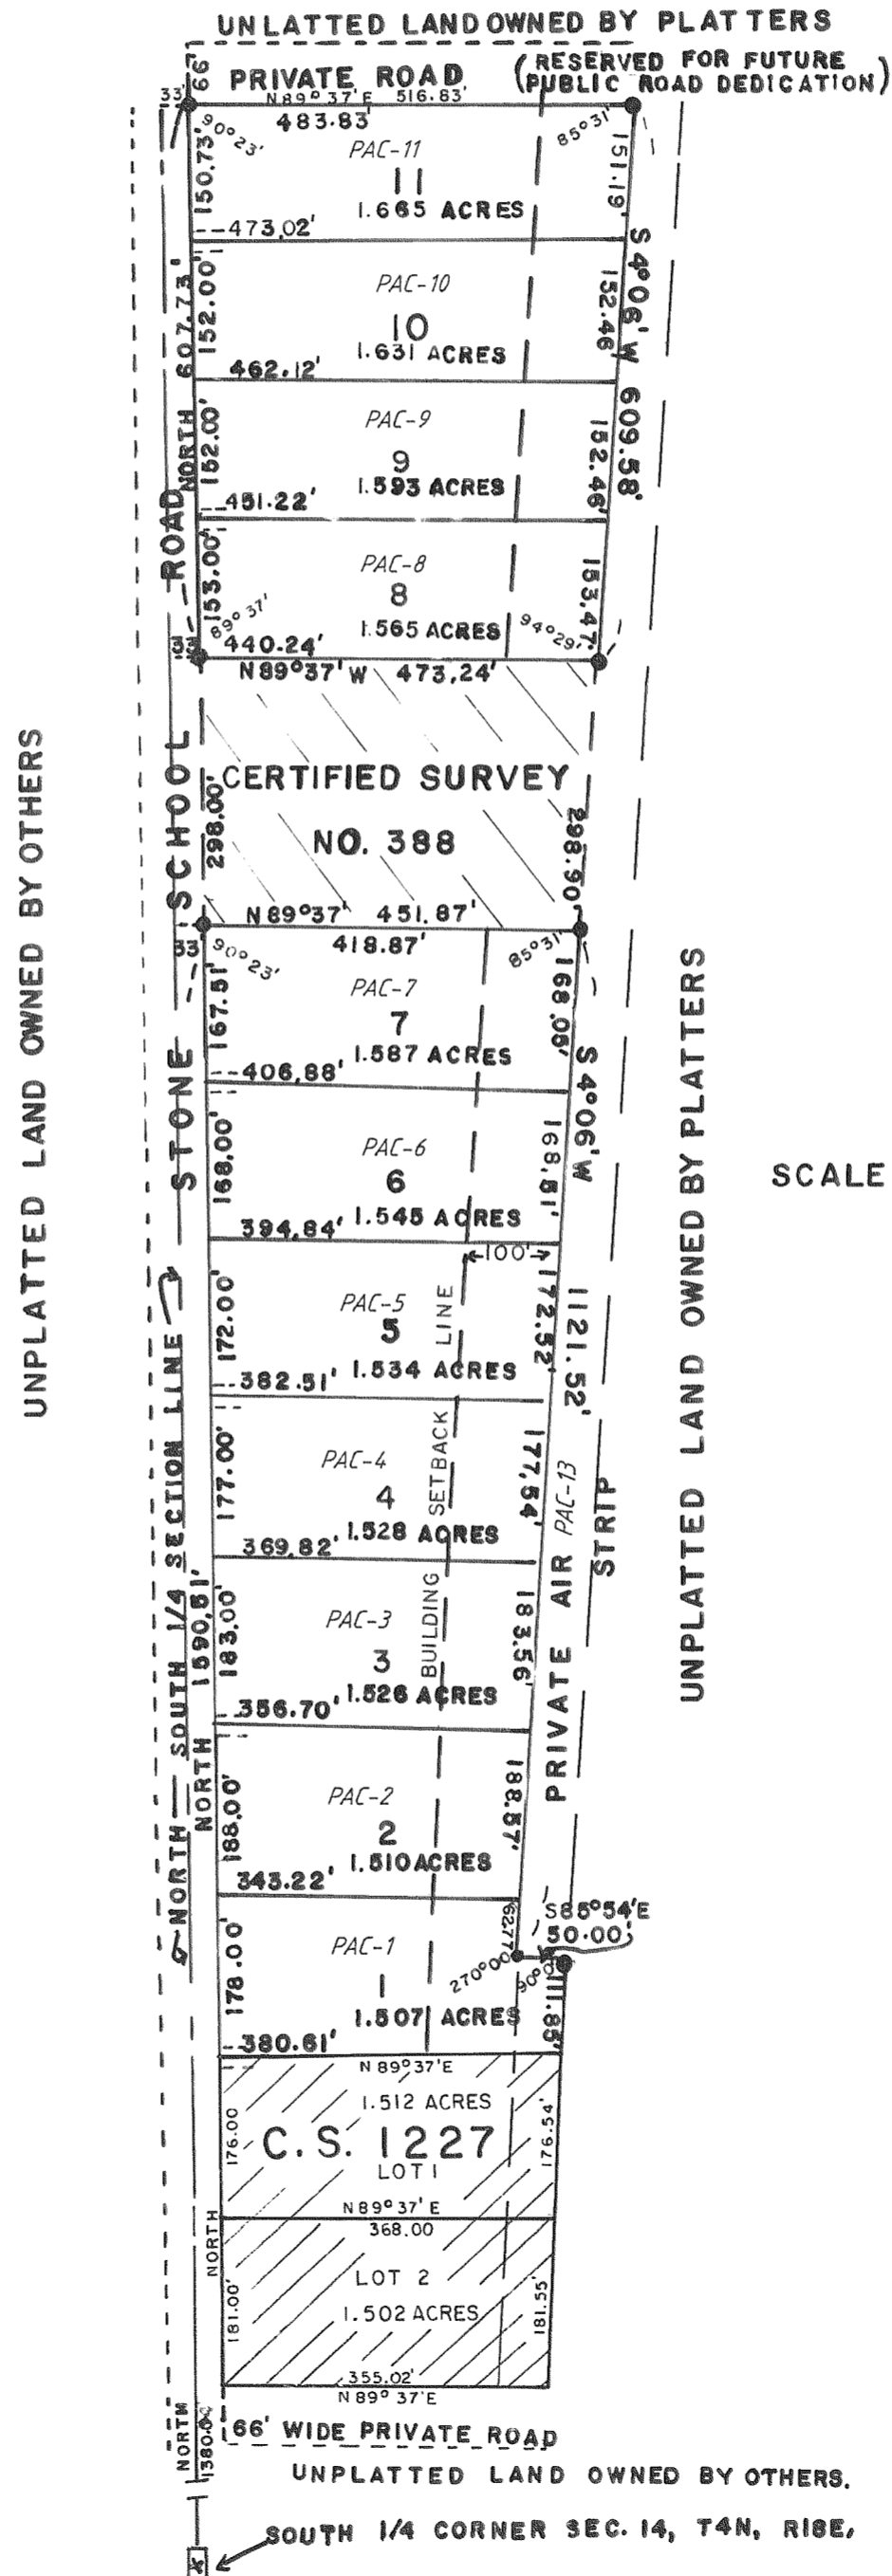 UNLATTED LAND OWNED BY PLATTERS
66'
PRIVATE ROAD
(RESERVED FOR FUTURE
PUBLIC ROAD DEDICATION)
33'
N89° 37' E 516.83'
483.83'
90° 23'
85° 31'
150.73'
151.19'
PAC-11
11
1.665 ACRES
473.02'
S 4° 06' W 609.58'
NORTH 607.73'
152.00'
152.46
PAC-10
10
1.631 ACRES
462.12'
152.00'
152.46'
PAC-9
9
1.593 ACRES
451.22'
153.00'
153.47'
PAC-8
8
1.565 ACRES
89° 37'
94° 29'
33'
440.24'
N89°37' W 473.24'
298.00'
298.90'
CERTIFIED SURVEY
NO. 388
STONE SCHOOL ROAD
UNPLATTED LAND OWNED BY OTHERS
N89°37' 451.87'
33'
418.87'
90° 23'
85° 31'
167.51'
168.05'
PAC-7
7
1.587 ACRES
406.88'
S 4°06' W 1121.52'
UNPLATTED LAND OWNED BY PLATTERS
SCALE
168.00'
168.51'
PAC-6
6
1.545 ACRES
394.84'
100'
172.00'
172.52'
PAC-5
5
1.534 ACRES
382.51'
BUILDING SETBACK LINE
177.00'
177.54'
PAC-4
4
1.528 ACRES
369.82'
PRIVATE AIR STRIP
PAC-13
NORTH-SOUTH 1/4 SECTION LINE
NORTH 1590.51'
183.00'
183.56'
PAC-3
3
1.526 ACRES
356.70'
188.00'
188.57'
PAC-2
2
1.510 ACRES
343.22'
62.77
S85°54'E
50.00'
270°00'
178.00'
111.85'
PAC-1
1
1.507 ACRES
380.61'
N 89° 37' E
1.512 ACRES
176.00
176.54'
C.S. 1227
LOT 1
N89° 37' E
368.00
NORTH
181.00'
181.55'
LOT 2
1.502 ACRES
355.02'
N 89° 37' E
NORTH
66' WIDE PRIVATE ROAD
UNPLATTED LAND OWNED BY OTHERS.
SOUTH 1/4 CORNER SEC. 14, T4N, R18E,